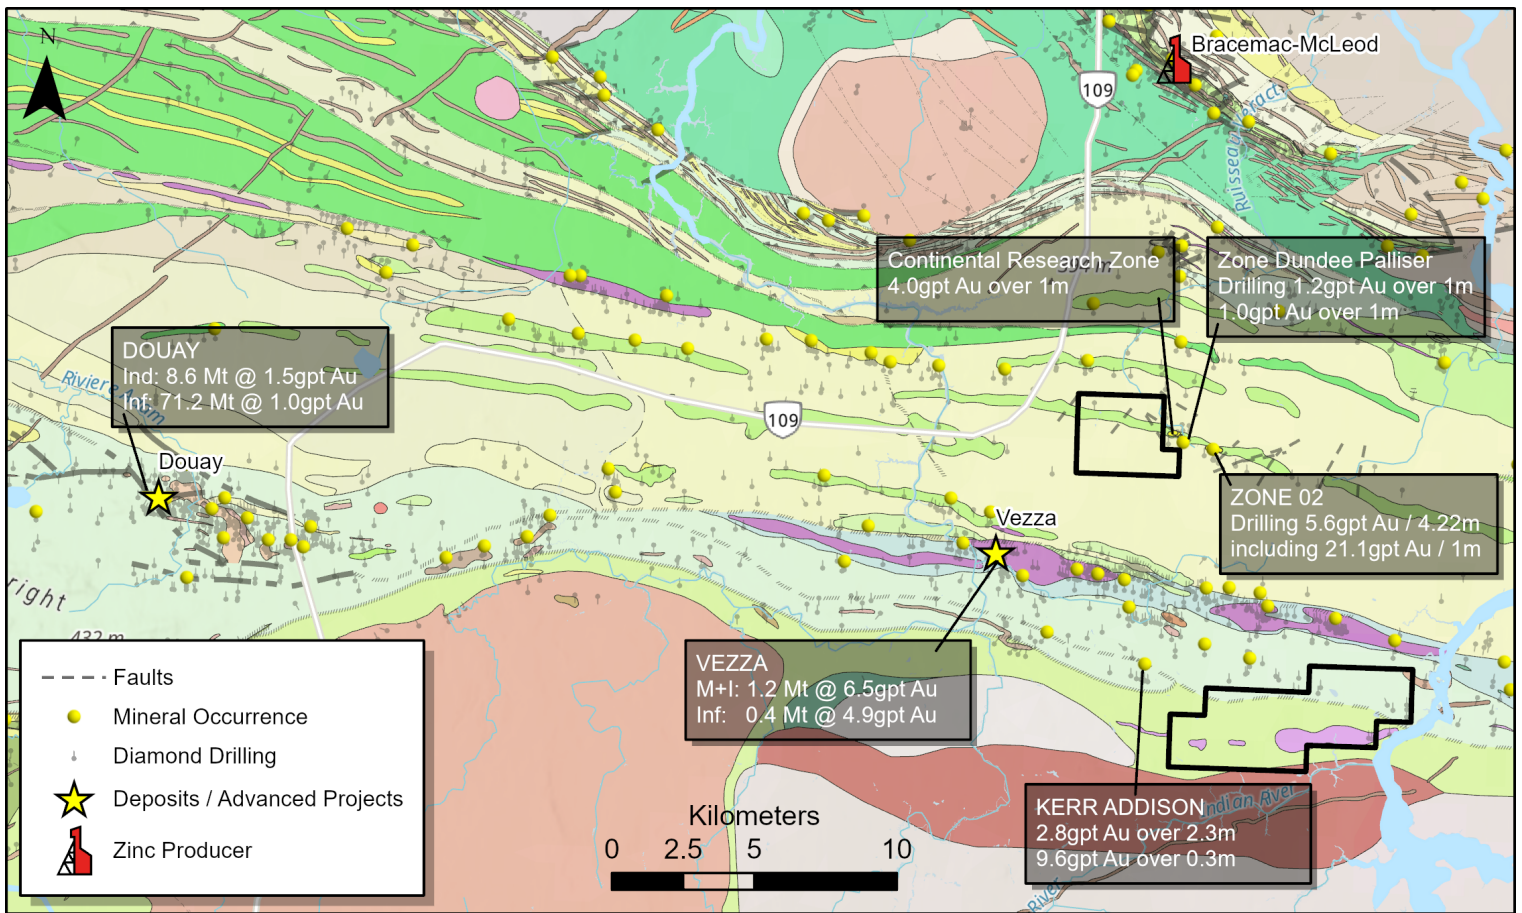 N
Bracemac-McLeod
109
Continental Research Zone
4.0gpt Au over 1m
Zone Dundee Palliser
Drilling 1.2gpt Au over 1m
1.0gpt Au over 1m
DOUAY
Ind: 8.6 Mt @ 1.5gpt Au
Inf: 71.2 Mt @ 1.0gpt Au
109
Douay
ZONE 02
Drilling 5.6gpt Au / 4.22m
including 21.1gpt Au / 1m
Vezza
right
432 m
VEZZA
M+I: 1.2 Mt @ 6.5gpt Au
Inf: 0.4 Mt @ 4.9gpt Au
Faults
Mineral Occurrence
Diamond Drilling
Deposits / Advanced Projects
Zinc Producer
KERR ADDISON
2.8gpt Au over 2.3m
9.6gpt Au over 0.3m
Indian River
River
Kilometers
0 2.5 5 10